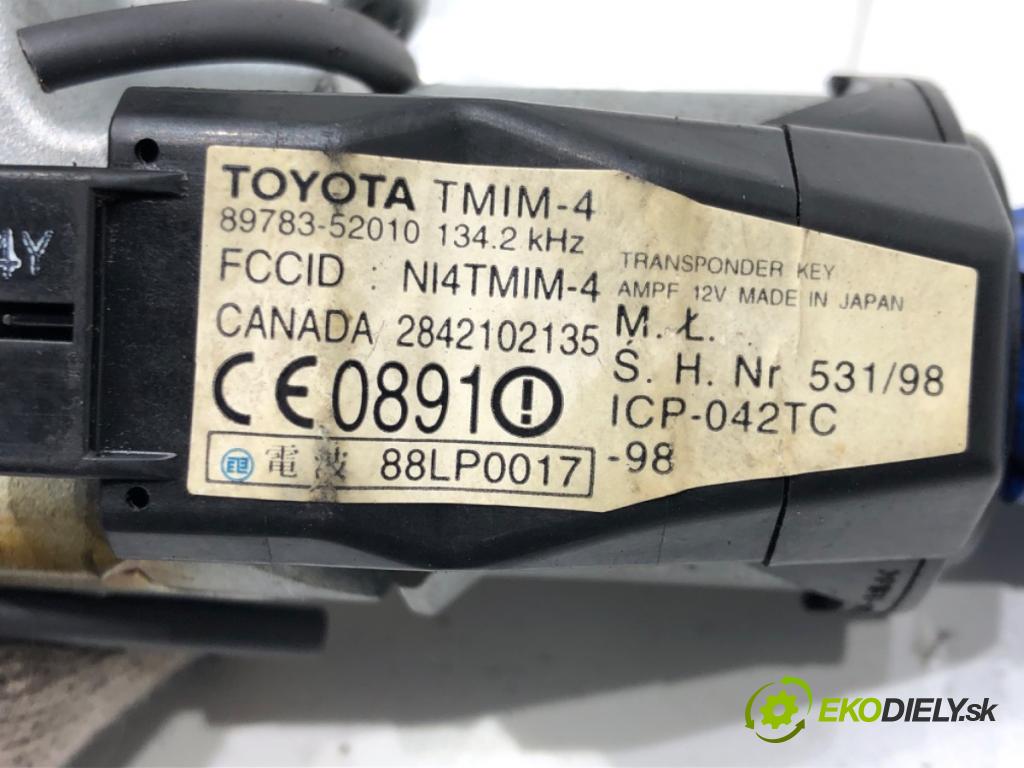 TOYOTA TMIM-4
89783-52010 134.2 kHz
FCCID : NI4TMIM-4
CANADA 2842102135
CE0891
電波 88LP0017
TRANSPONDER KEY
AMPF 12V MADE IN JAPAN
M.Ł.
Ś. H. Nr 531/98
ICP-042TC
-98
4Y
EKODIELY.sk